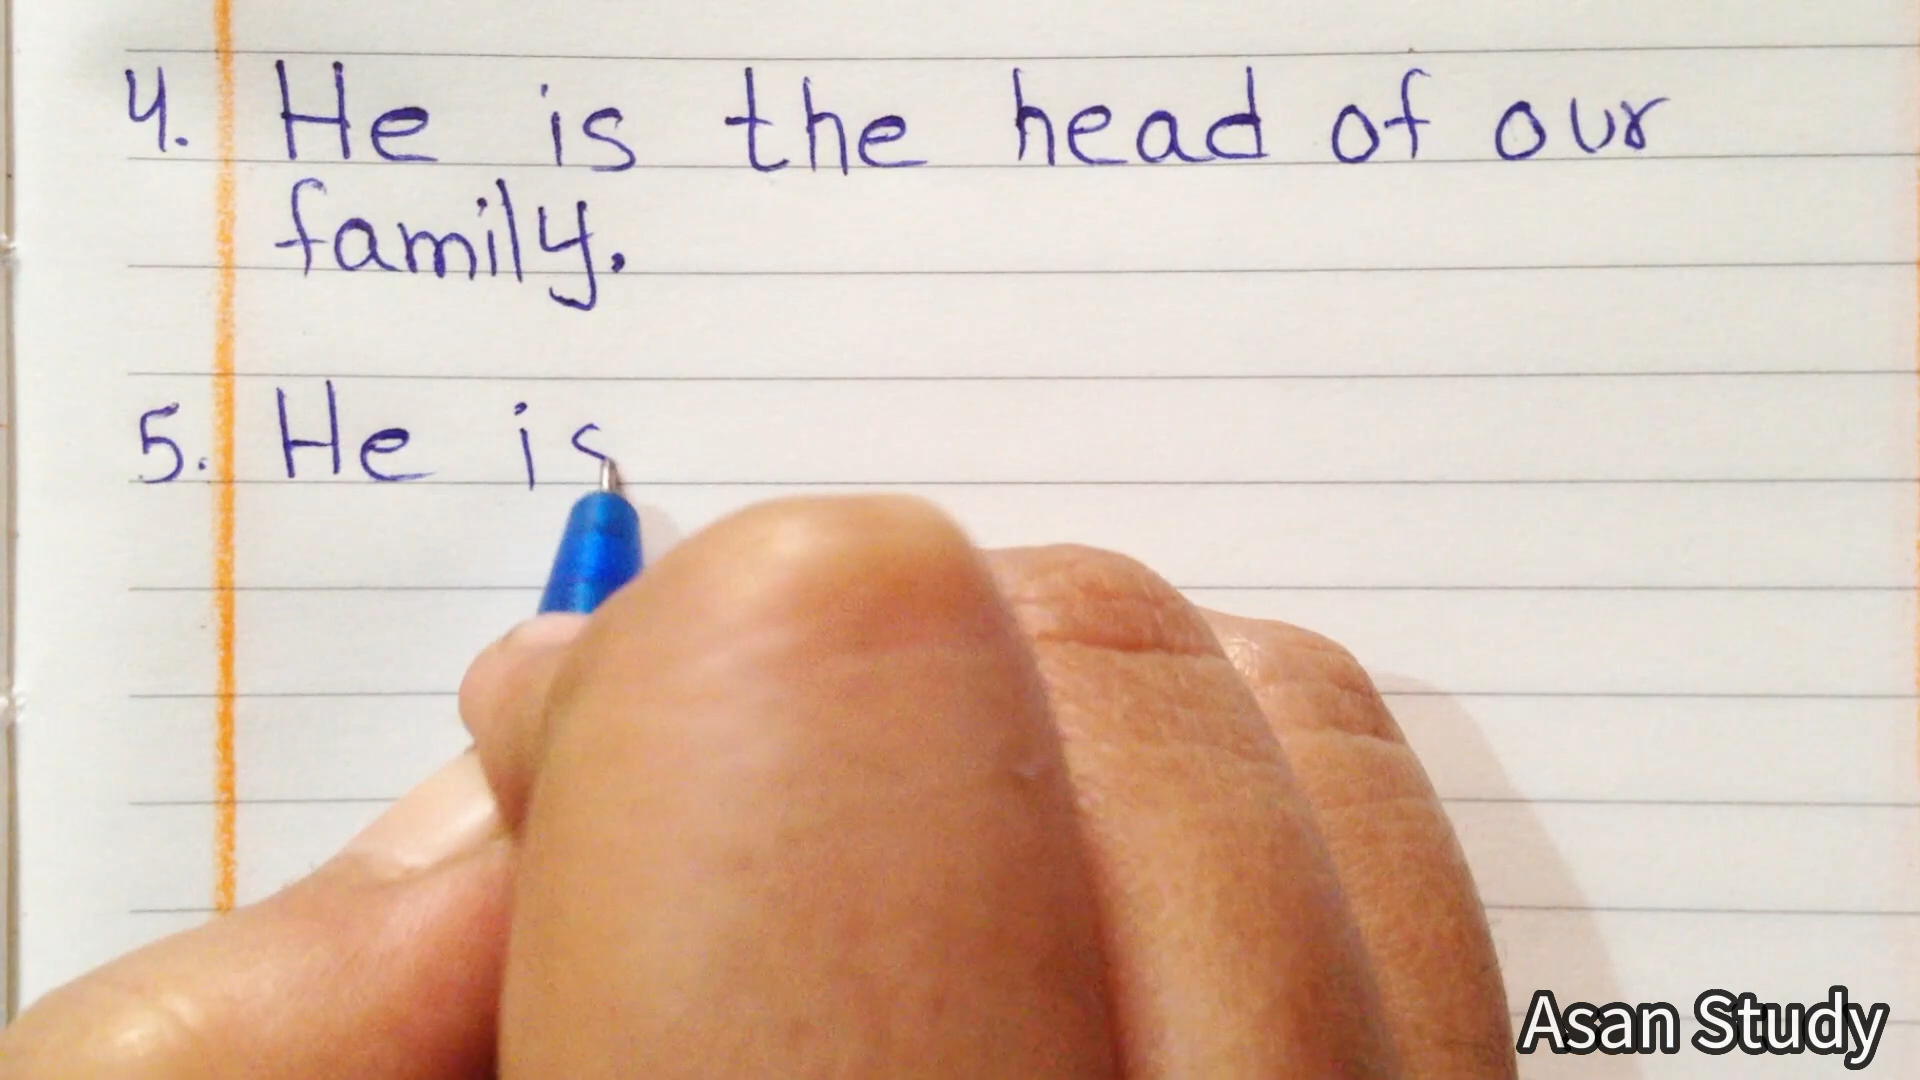 4. He is the head of our
family.
5. He is
Asan Study